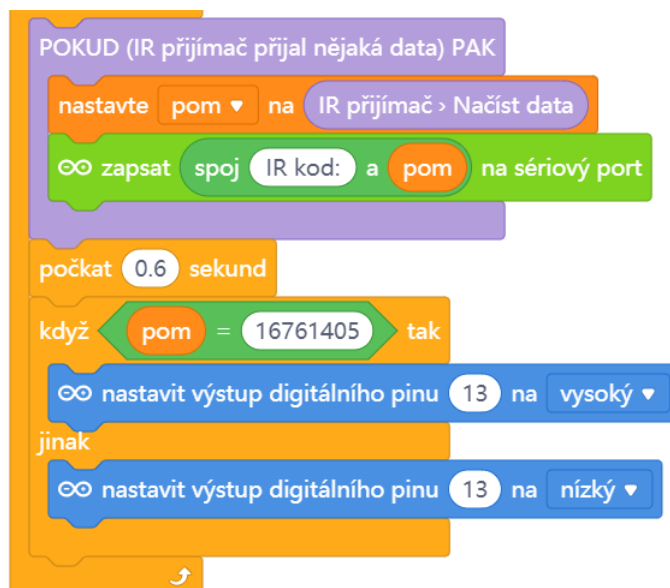 POKUD (IR přijímač přijal nějaká data) PAK
nastavte pom na IR přijímač › Načíst data
zapsat spoj IR kod: a pom na sériový port
počkat 0.6 sekund
když pom = 16761405 tak
nastavit výstup digitálního pinu 13 na vysoký
jinak
nastavit výstup digitálního pinu 13 na nízký